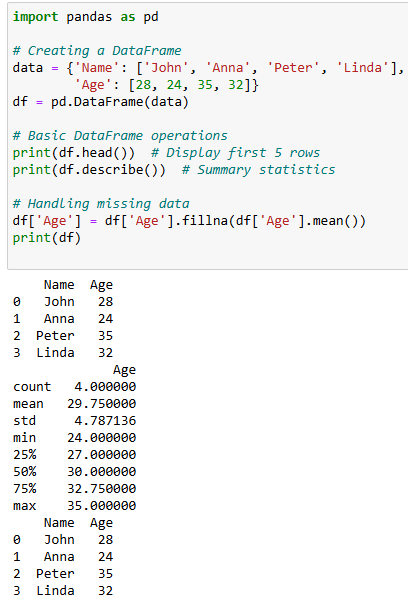 import pandas as pd
# Creating a DataFrame
data = {'Name': ['John', 'Anna', 'Peter', 'Linda'],
        'Age': [28, 24, 35, 32]}
df = pd.DataFrame(data)
# Basic DataFrame operations
print(df.head())  # Display first 5 rows
print(df.describe())  # Summary statistics
# Handling missing data
df['Age'] = df['Age'].fillna(df['Age'].mean())
print(df)
    Name  Age
0   John   28
1   Anna   24
2  Peter   35
3  Linda   32
             Age
count   4.000000
mean   29.750000
std     4.787136
min    24.000000
25%    27.000000
50%    30.000000
75%    32.750000
max    35.000000
    Name  Age
0   John   28
1   Anna   24
2  Peter   35
3  Linda   32